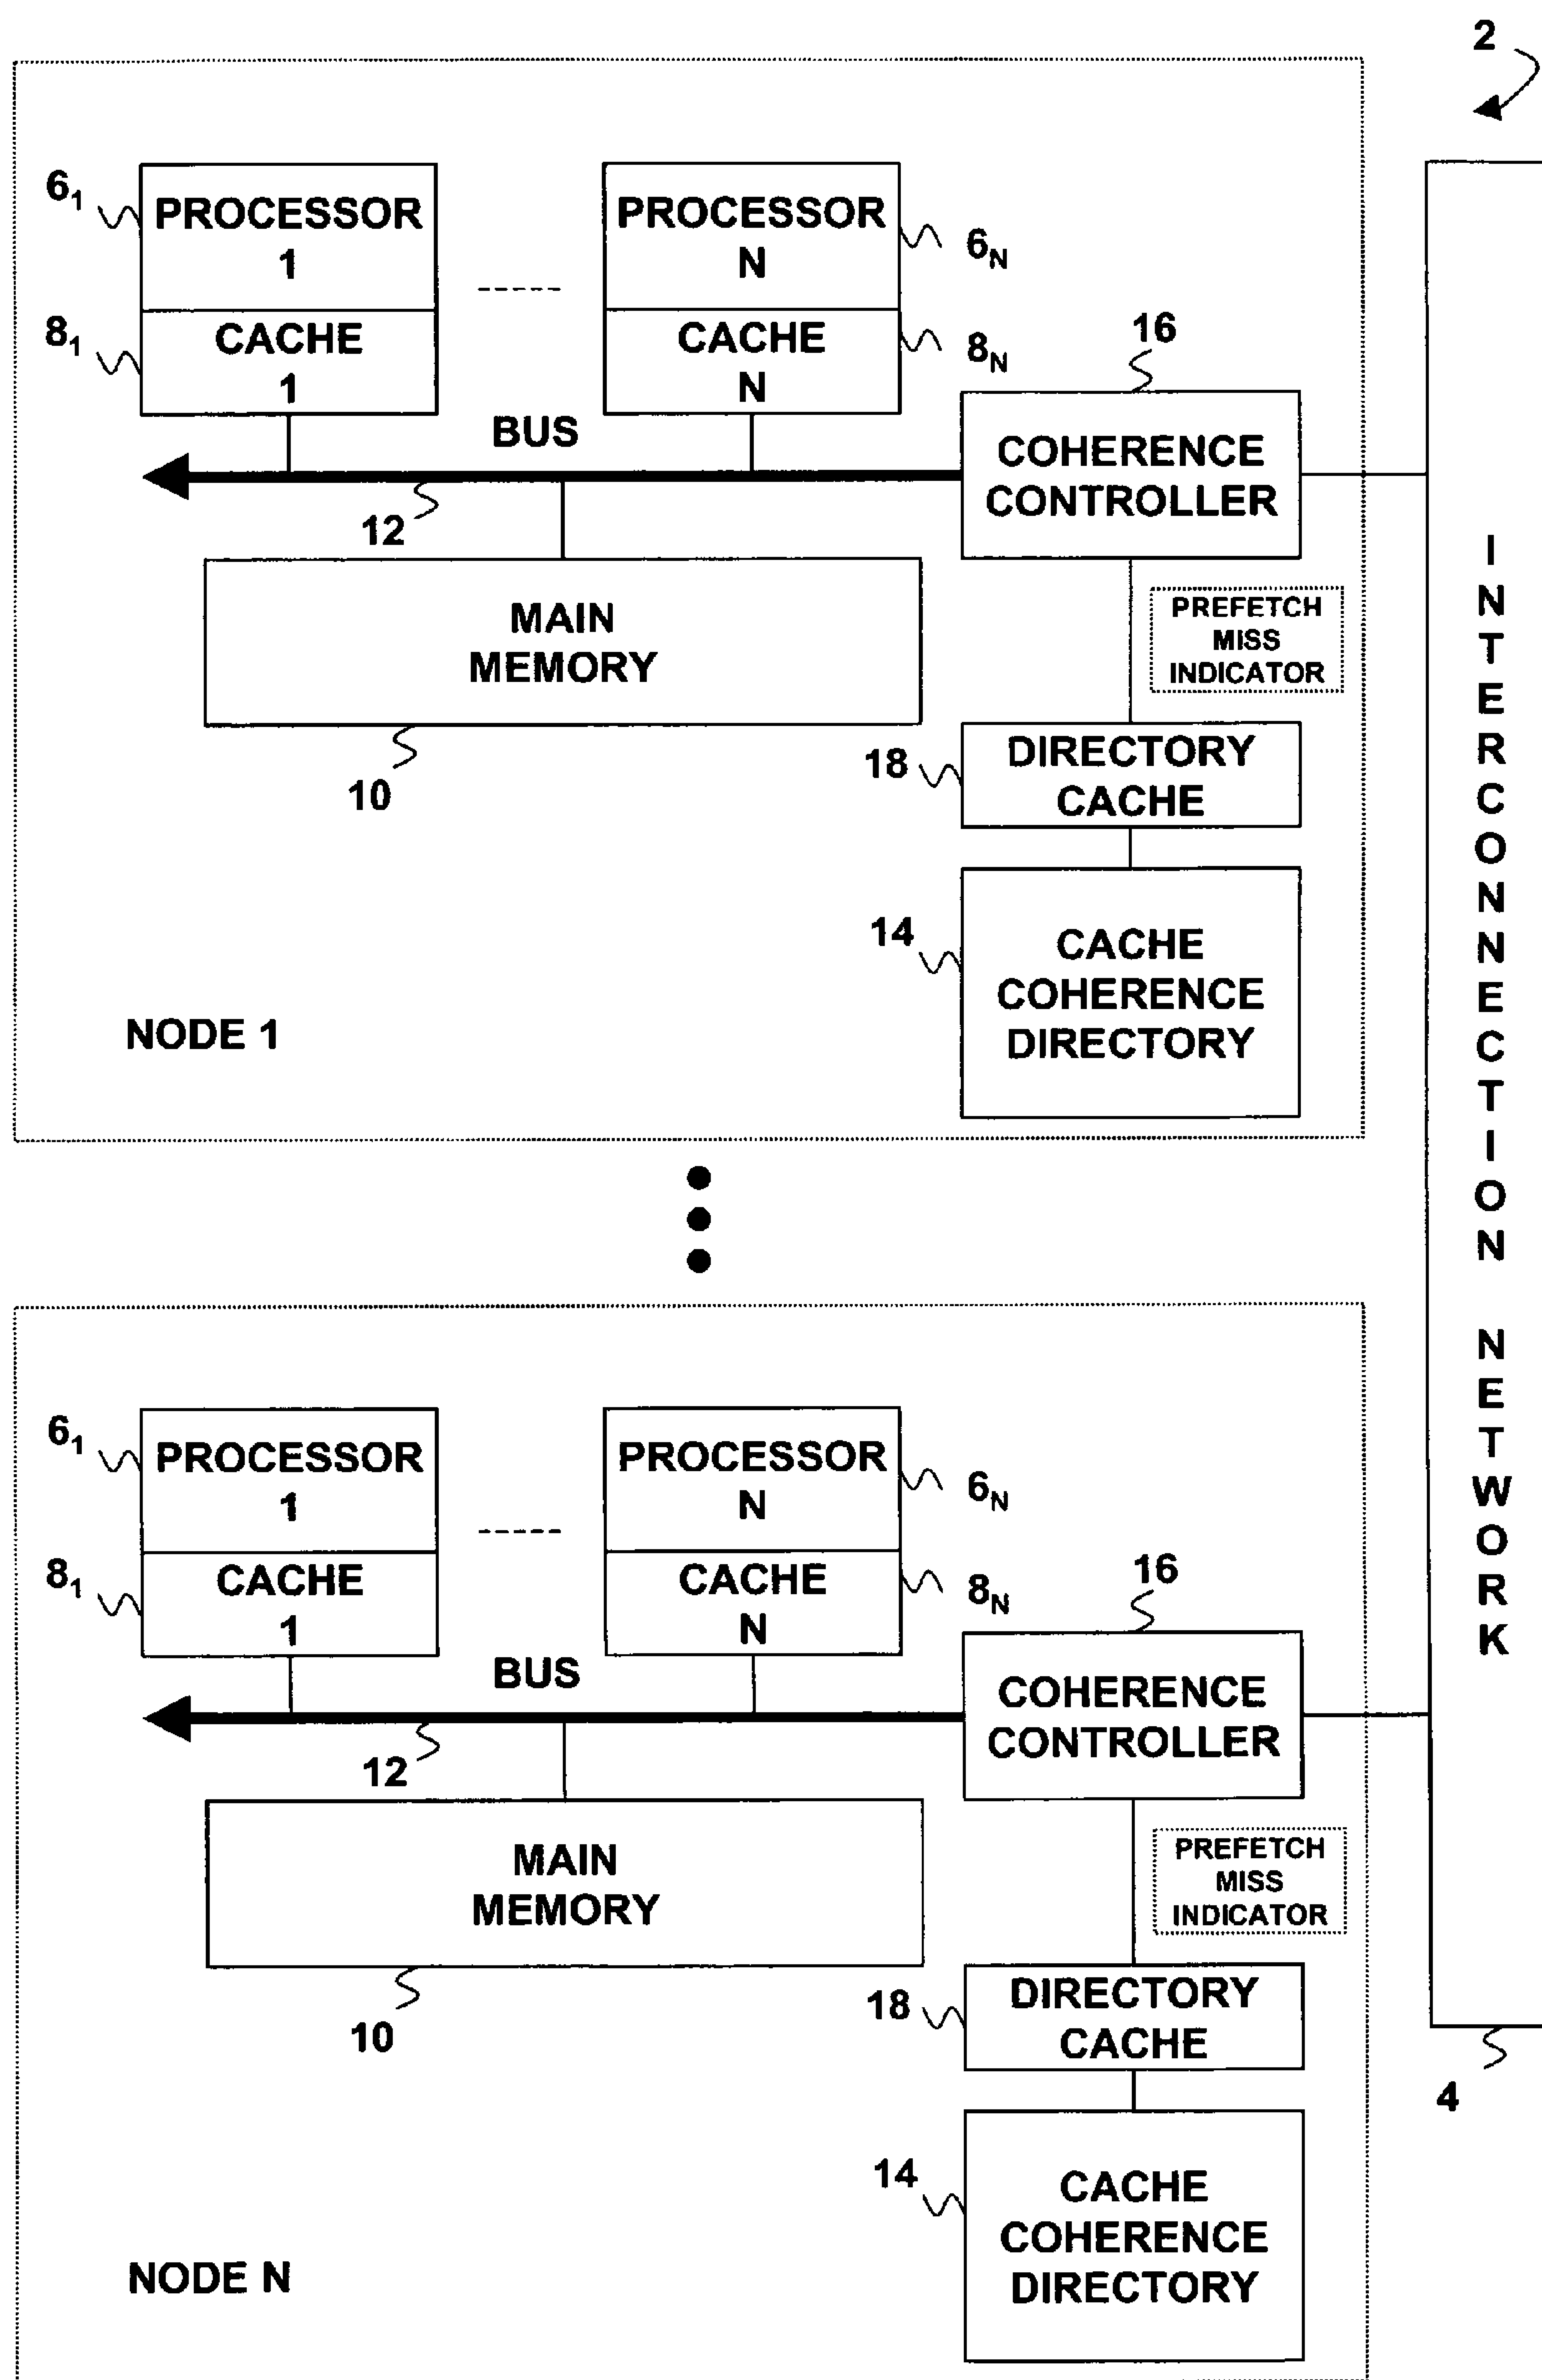 2
6₁
PROCESSOR
1
PROCESSOR
N
6N
8₁
CACHE
1
CACHE
N
8N
16
BUS
COHERENCE
CONTROLLER
12
MAIN
MEMORY
10
PREFETCH
MISS
INDICATOR
18
DIRECTORY
CACHE
14
CACHE
COHERENCE
DIRECTORY
NODE 1
INTERCONNECTION NETWORK
6₁
PROCESSOR
1
PROCESSOR
N
6N
8₁
CACHE
1
CACHE
N
8N
16
BUS
COHERENCE
CONTROLLER
12
MAIN
MEMORY
10
PREFETCH
MISS
INDICATOR
18
DIRECTORY
CACHE
4
14
CACHE
COHERENCE
DIRECTORY
NODE N